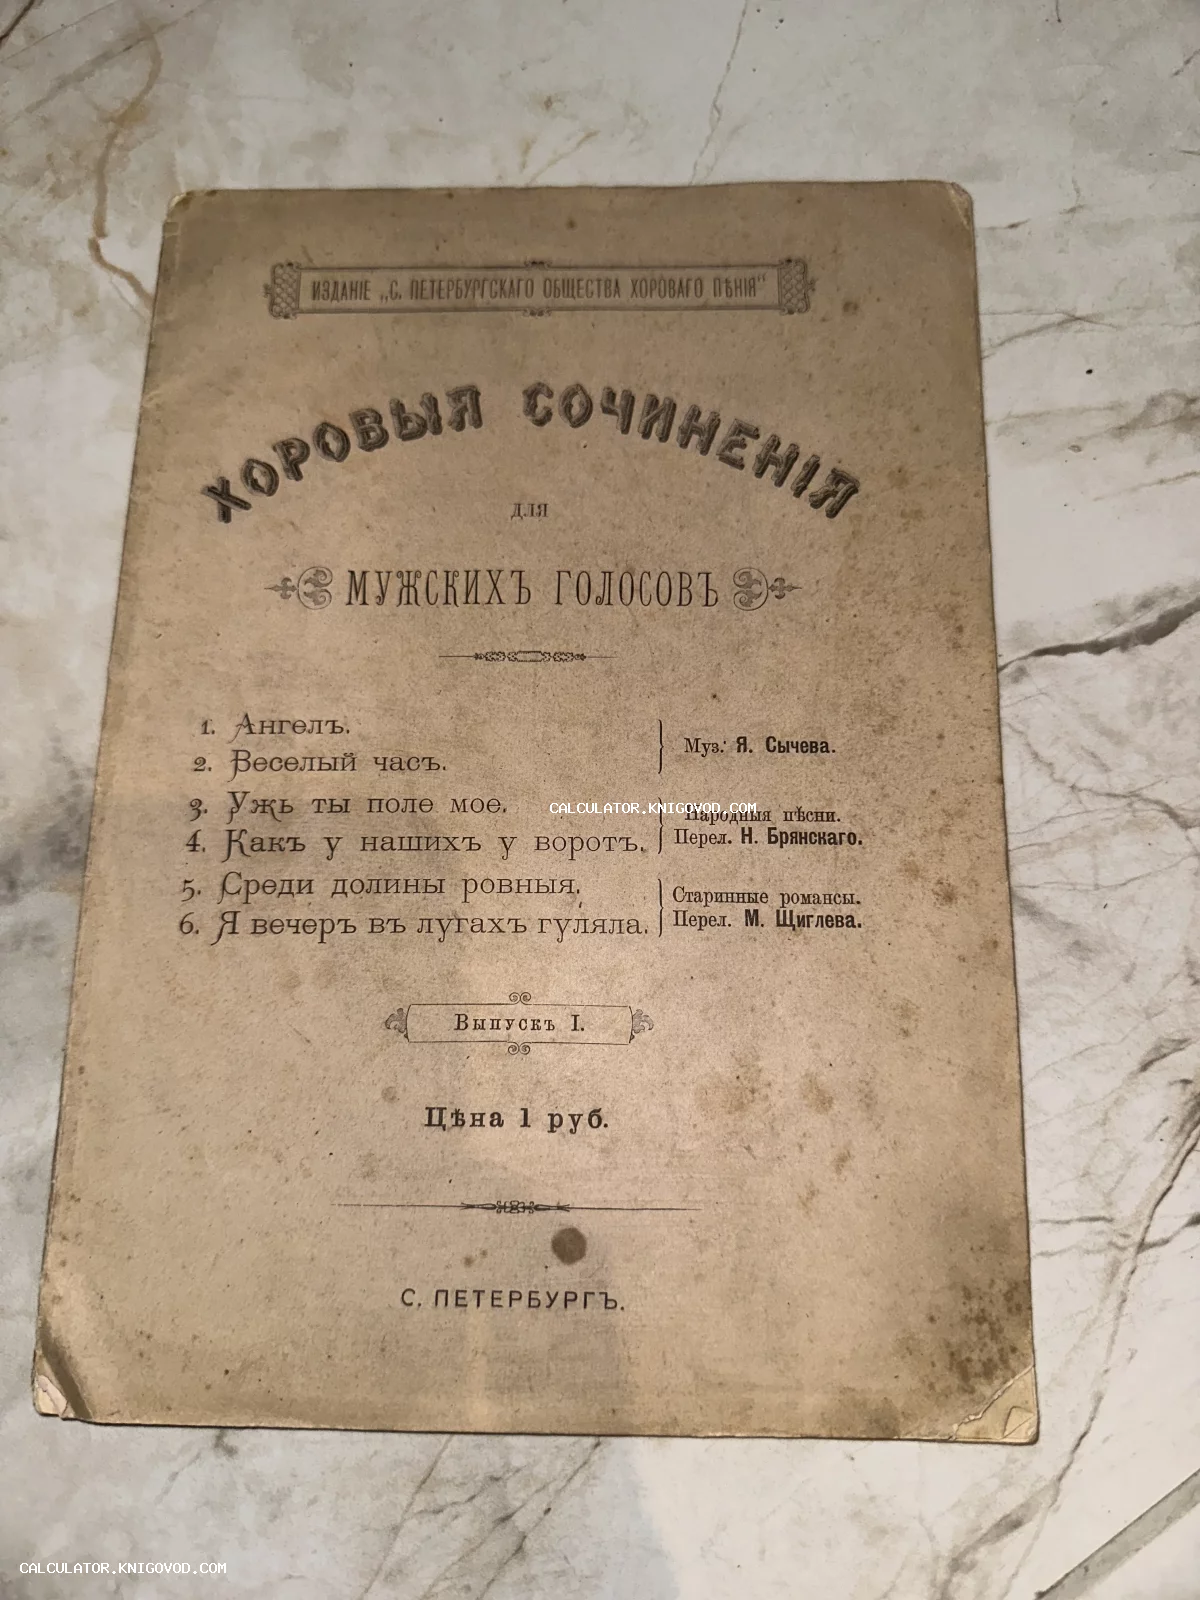 ИЗДАНІЕ „С. ПЕТЕРБУРГСКАГО ОБЩЕСТВА ХОРОВАГО ПѢНІЯ“
ХОРОВЫЯ СОЧИНЕНІЯ
ДЛЯ
МУЖСКИХЪ ГОЛОСОВЪ
1. Ангелъ.
2. Веселый часъ.
Муз. Я. Сычева.
3. Ужь ты поле мое.
4. Какъ у нашихъ у воротъ.
Народныя пѣсни.
Перел. Н. Брянскаго.
5. Среди долины ровныя.
6. Я вечеръ въ лугахъ гуляла.
Старинные романсы.
Перел. М. Щиглева.
Выпускъ I.
Цѣна 1 руб.
С. ПЕТЕРБУРГЪ.
CALCULATOR.KNIGOVOD.COM
CALCULATOR.KNIGOVOD.COM